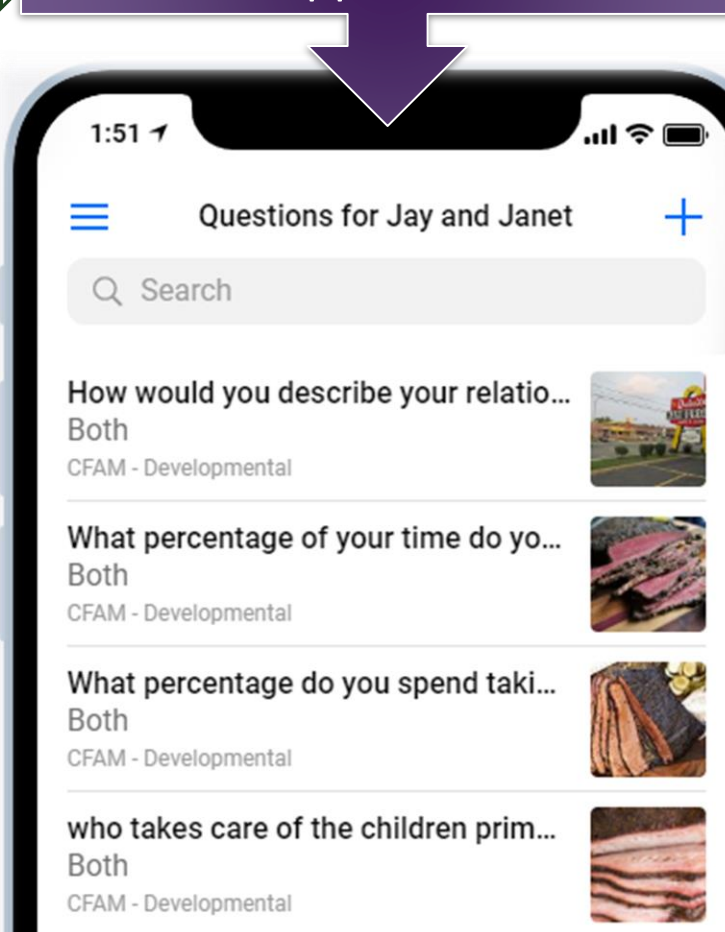 1:51
Questions for Jay and Janet
Search
How would you describe your relatio...
Both
CFAM - Developmental
What percentage of your time do yo...
Both
CFAM - Developmental
What percentage do you spend taki...
Both
CFAM - Developmental
who takes care of the children prim...
Both
CFAM - Developmental